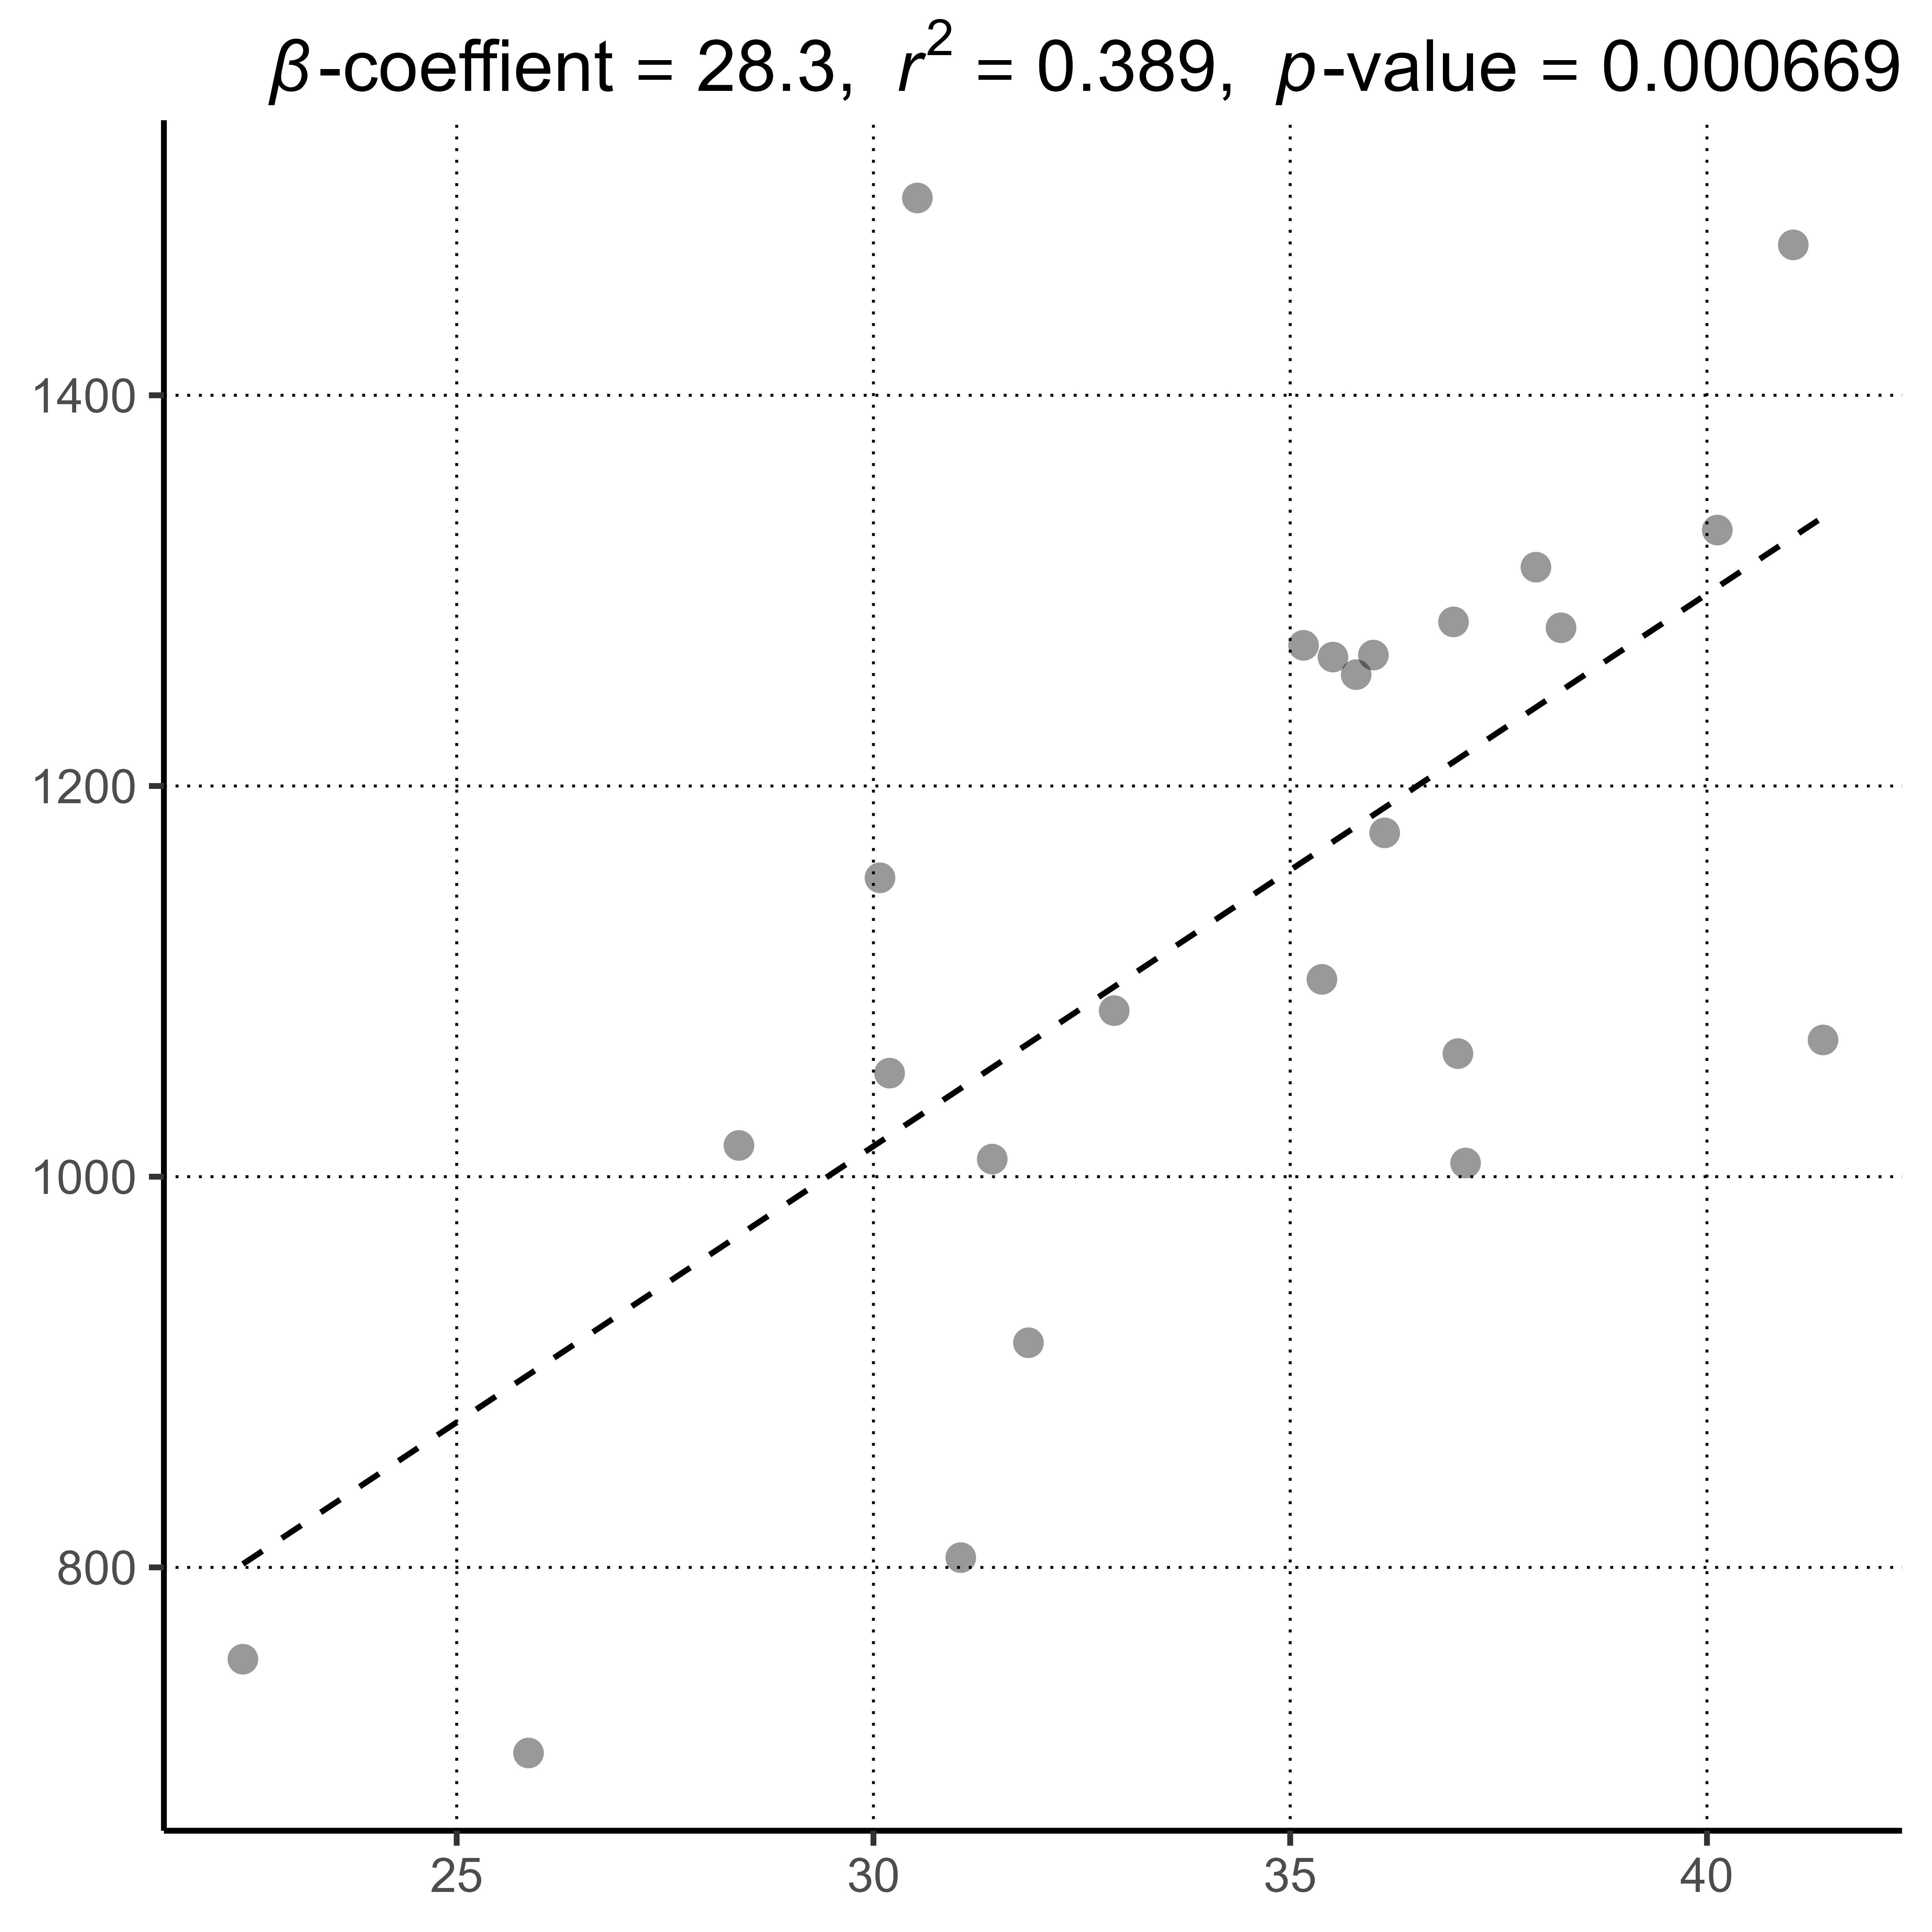 β-coeffient = 28.3, r² = 0.389, p-value = 0.000669
1400
1200
1000
800
25 30 35 40